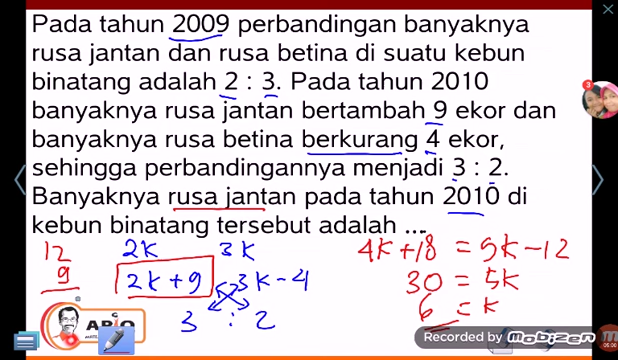 Pada tahun 2009 perbandingan banyaknya
rusa jantan dan rusa betina di suatu kebun
binatang adalah 2 : 3. Pada tahun 2010
banyaknya rusa jantan bertambah 9 ekor dan
banyaknya rusa betina berkurang 4 ekor,
sehingga perbandingannya menjadi 3 : 2.
Banyaknya rusa jantan pada tahun 2010 di
kebun binatang tersebut adalah ...
12
9
2k 3k
2k + 9 3k - 4
3 : 2
4k + 18 = 9k - 12
30 = 5k
6 = k
3
Recorded by MOBIZEN